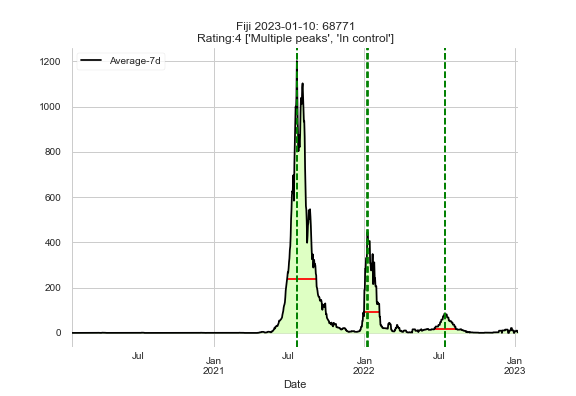 Fiji 2023-01-10: 68771
Rating:4 ['Multiple peaks', 'In control']
Average-7d
1200
1000
800
600
400
200
0
Jul
Jan
2021
Jul
Jan
2022
Jul
Jan
2023
Date